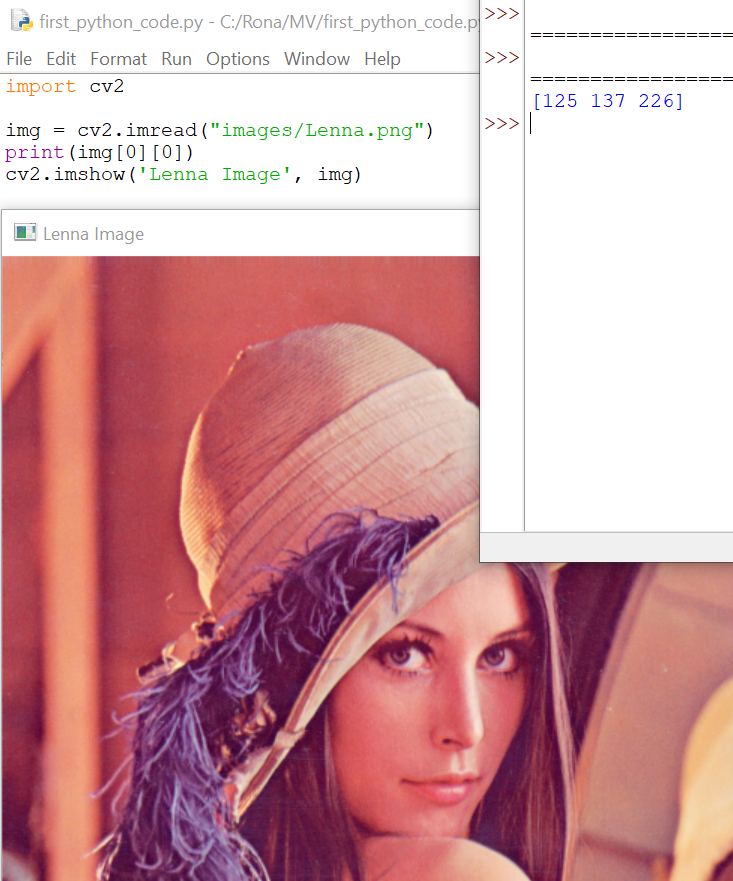 first_python_code.py - C:/Rona/MV/first_python_code.py
File Edit Format Run Options Window Help
import cv2
img = cv2.imread("images/Lenna.png")
print(img[0][0])
cv2.imshow('Lenna Image', img)
Lenna Image
>>>
=================
>>>
=================
[125 137 226]
>>>